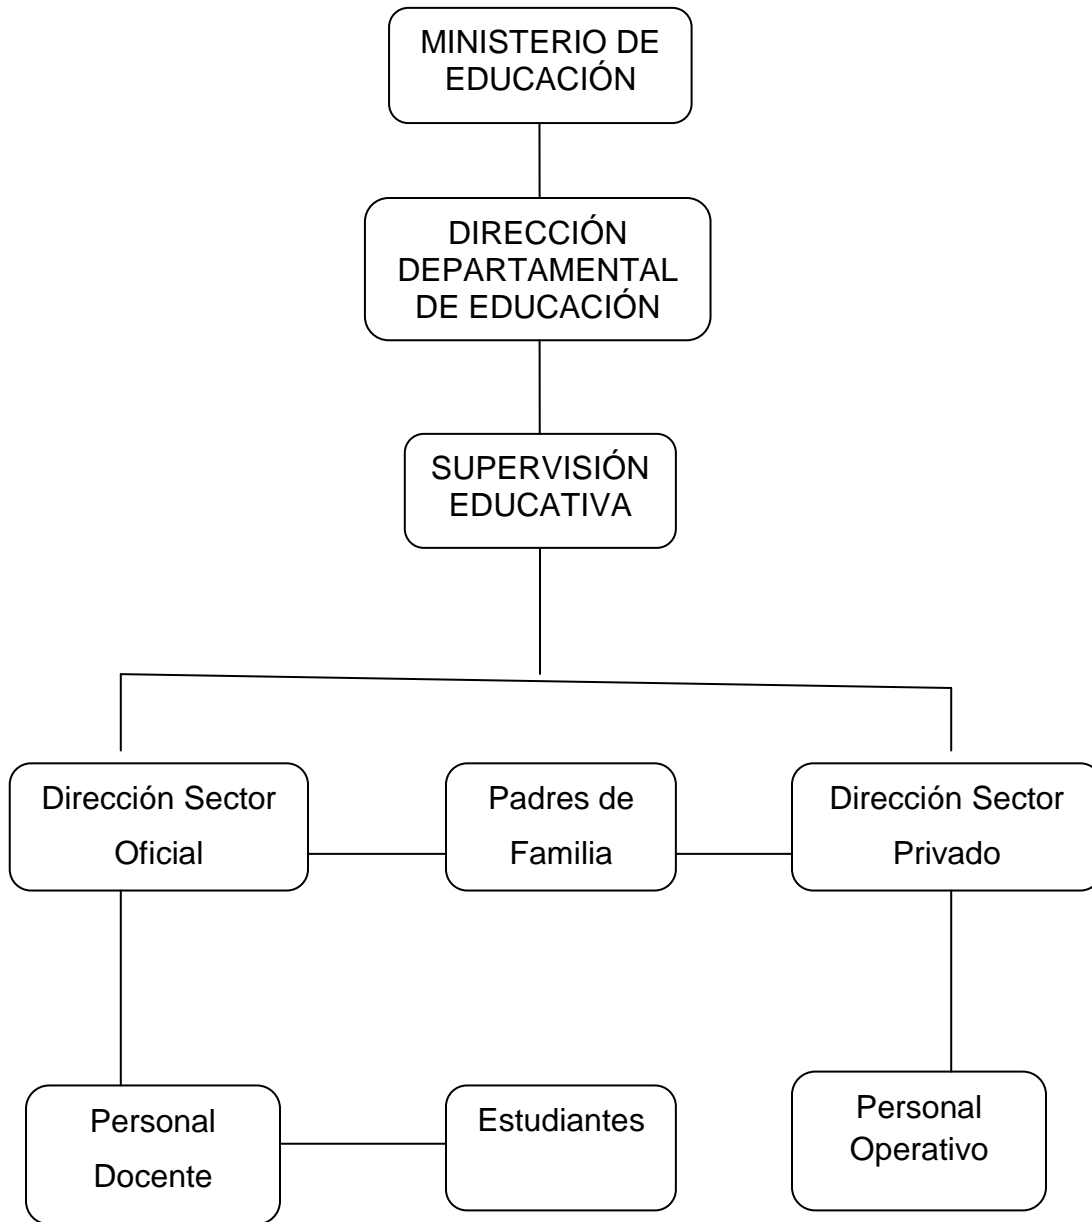 MINISTERIO DE
EDUCACIÓN
DIRECCIÓN
DEPARTAMENTAL
DE EDUCACIÓN
SUPERVISIÓN
EDUCATIVA
Dirección Sector
Oficial
Padres de
Familia
Dirección Sector
Privado
Personal
Docente
Estudiantes
Personal
Operativo